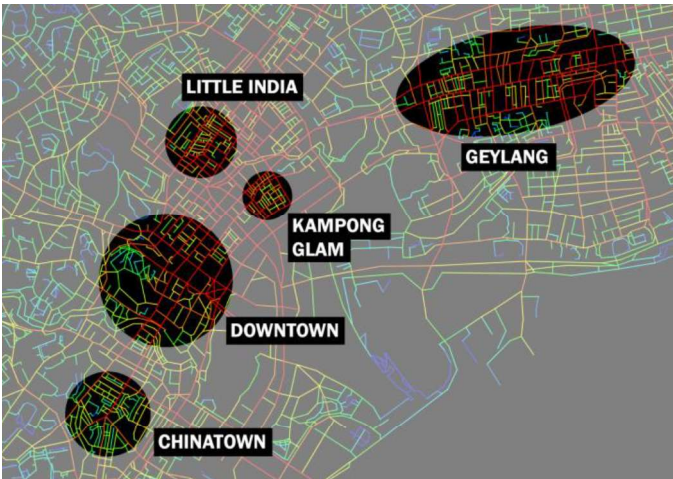 LITTLE INDIA
GEYLANG
KAMPONG
GLAM
DOWNTOWN
CHINATOWN